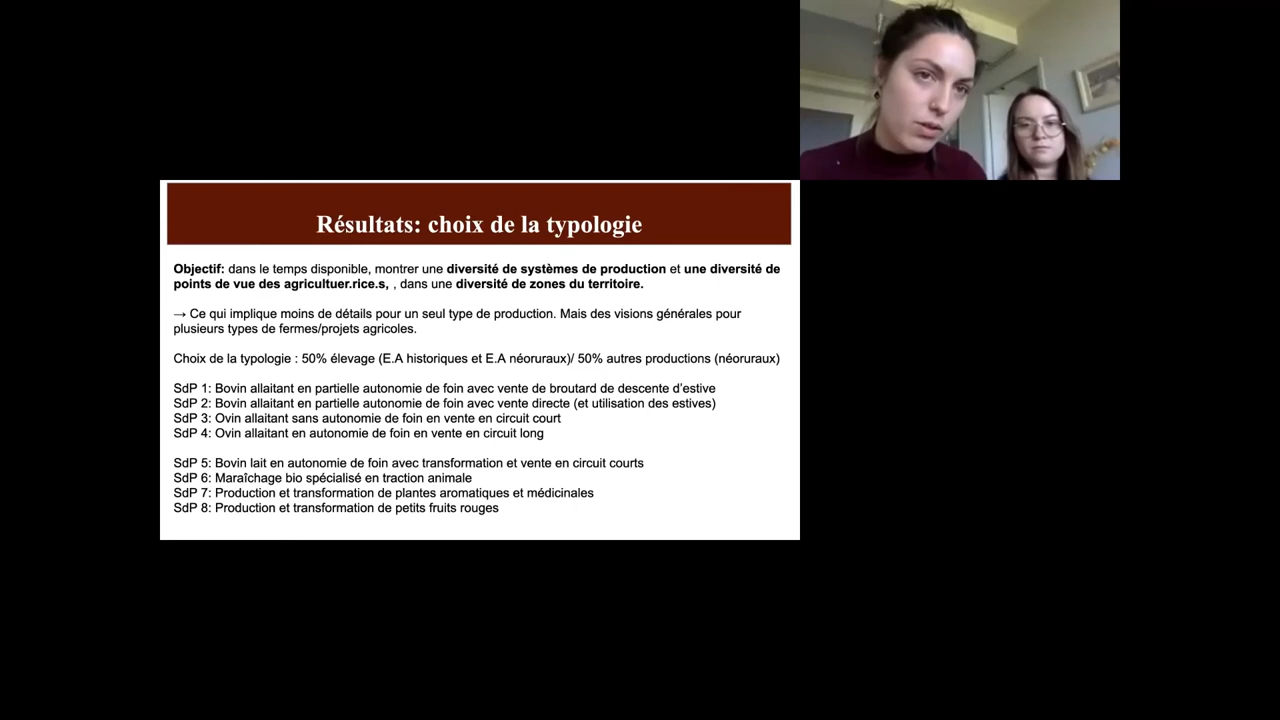 Résultats: choix de la typologie
Objectif: dans le temps disponible, montrer une diversité de systèmes de production et une diversité de
points de vue des agricultuer.rice.s, , dans une diversité de zones du territoire.
→ Ce qui implique moins de détails pour un seul type de production. Mais des visions générales pour
plusieurs types de fermes/projets agricoles.
Choix de la typologie : 50% élevage (E.A historiques et E.A néoruraux)/ 50% autres productions (néoruraux)
SdP 1: Bovin allaitant en partielle autonomie de foin avec vente de broutard de descente d’estive
SdP 2: Bovin allaitant en partielle autonomie de foin avec vente directe (et utilisation des estives)
SdP 3: Ovin allaitant sans autonomie de foin en vente en circuit court
SdP 4: Ovin allaitant en autonomie de foin en vente en circuit long
SdP 5: Bovin lait en autonomie de foin avec transformation et vente en circuit courts
SdP 6: Maraîchage bio spécialisé en traction animale
SdP 7: Production et transformation de plantes aromatiques et médicinales
SdP 8: Production et transformation de petits fruits rouges